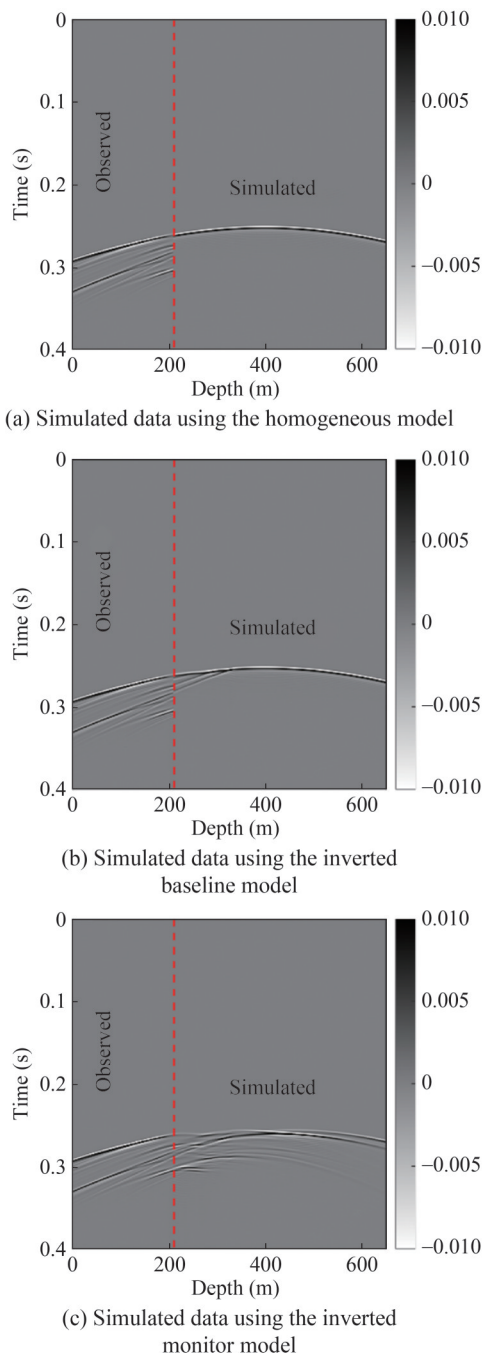 0
0.1
0.2
0.3
0.4
Time (s)
Observed
Simulated
0
200
400
600
Depth (m)
0.010
0.005
0
−0.005
−0.010
(a) Simulated data using the homogeneous model
0
0.1
0.2
0.3
0.4
Time (s)
Observed
Simulated
0
200
400
600
Depth (m)
0.010
0.005
0
−0.005
−0.010
(b) Simulated data using the inverted
baseline model
0
0.1
0.2
0.3
0.4
Time (s)
Observed
Simulated
0
200
400
600
Depth (m)
0.010
0.005
0
−0.005
−0.010
(c) Simulated data using the inverted
monitor model